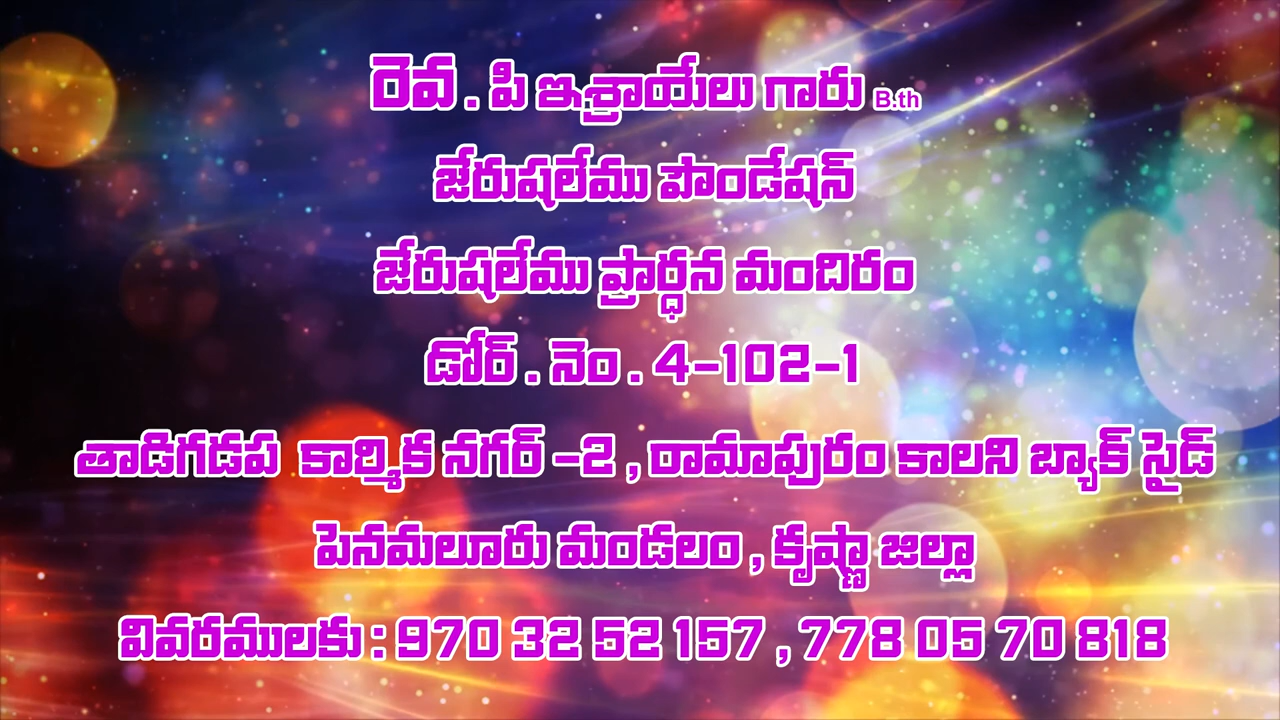 రెవ . పి ఇశ్రాయేలు గారు B.th
జేరుషలేము పౌండేషన్
జేరుషలేము ప్రార్ధన మందిరం
డోర్ . నెం . 4-102-1
తాడిగడప కార్మిక నగర్ -2 , రామాపురం కాలని బ్యాక్ సైడ్
పెనమలూరు మండలం , కృష్ణా జిల్లా
వివరములకు : 970 32 52 157 , 778 05 70 818